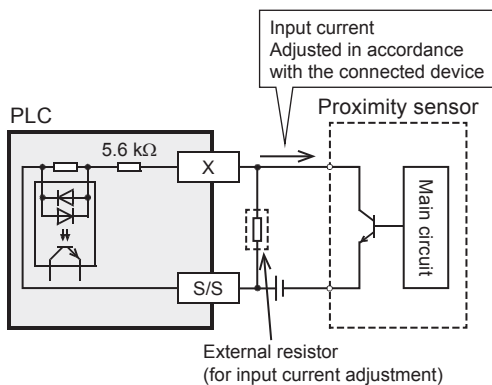 Input current
Adjusted in accordance
with the connected device
PLC
Proximity sensor
5.6 kΩ
X
Main circuit
S/S
External resistor
(for input current adjustment)